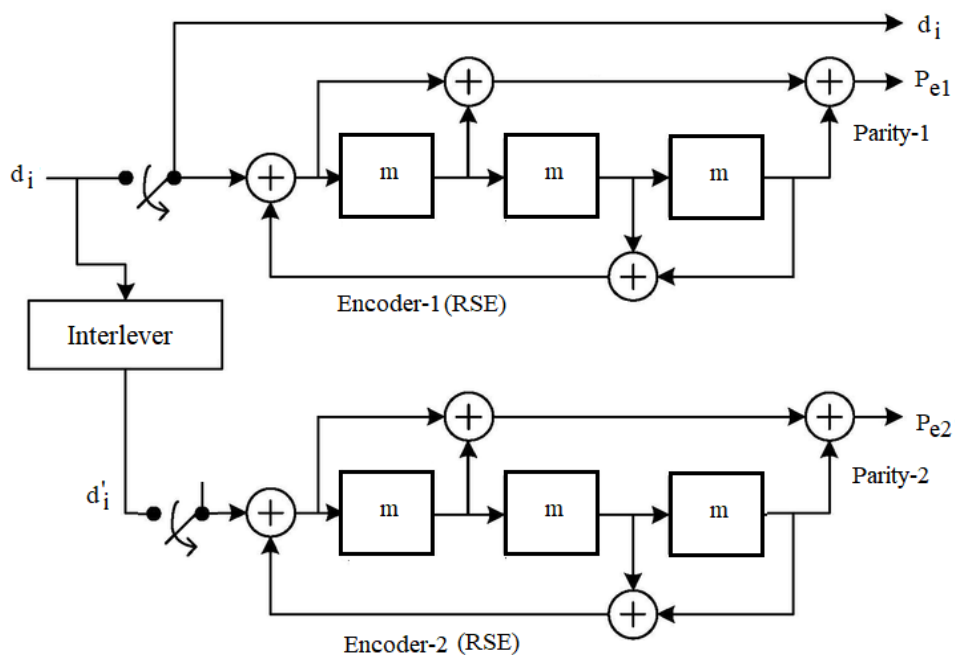 d i
P e1
Parity-1
m m m
d i
Encoder-1 (RSE)
Interlever
P e2
Parity-2
d' i
m m m
Encoder-2 (RSE)